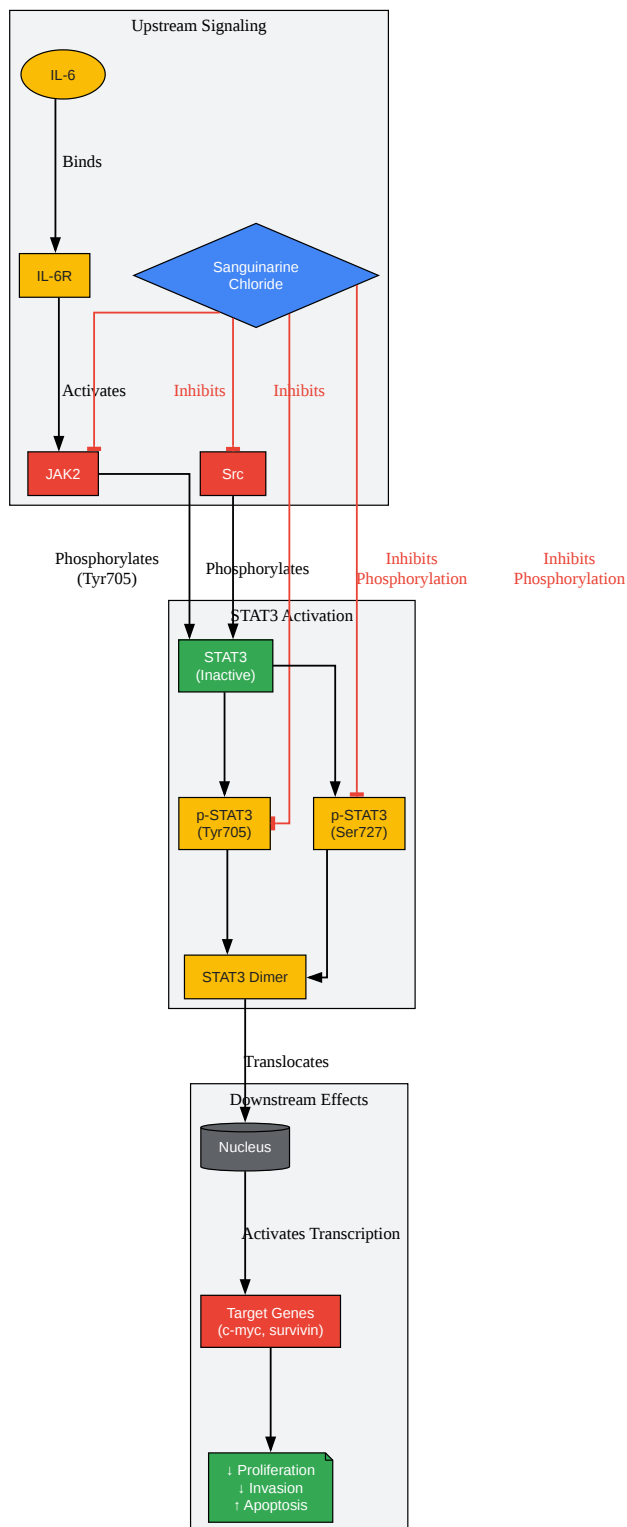 Upstream Signaling
IL-6
Binds
IL-6R
Sanguinarine
Chloride
Activates
Inhibits
Inhibits
JAK2
Src
Phosphorylates
(Tyr705)
Phosphorylates
Inhibits
Phosphorylation
Inhibits
Phosphorylation
STAT3 Activation
STAT3
(Inactive)
p-STAT3
(Tyr705)
p-STAT3
(Ser727)
STAT3 Dimer
Translocates
Downstream Effects
Nucleus
Activates Transcription
Target Genes
(c-myc, survivin)
↓ Proliferation
↓ Invasion
↑ Apoptosis